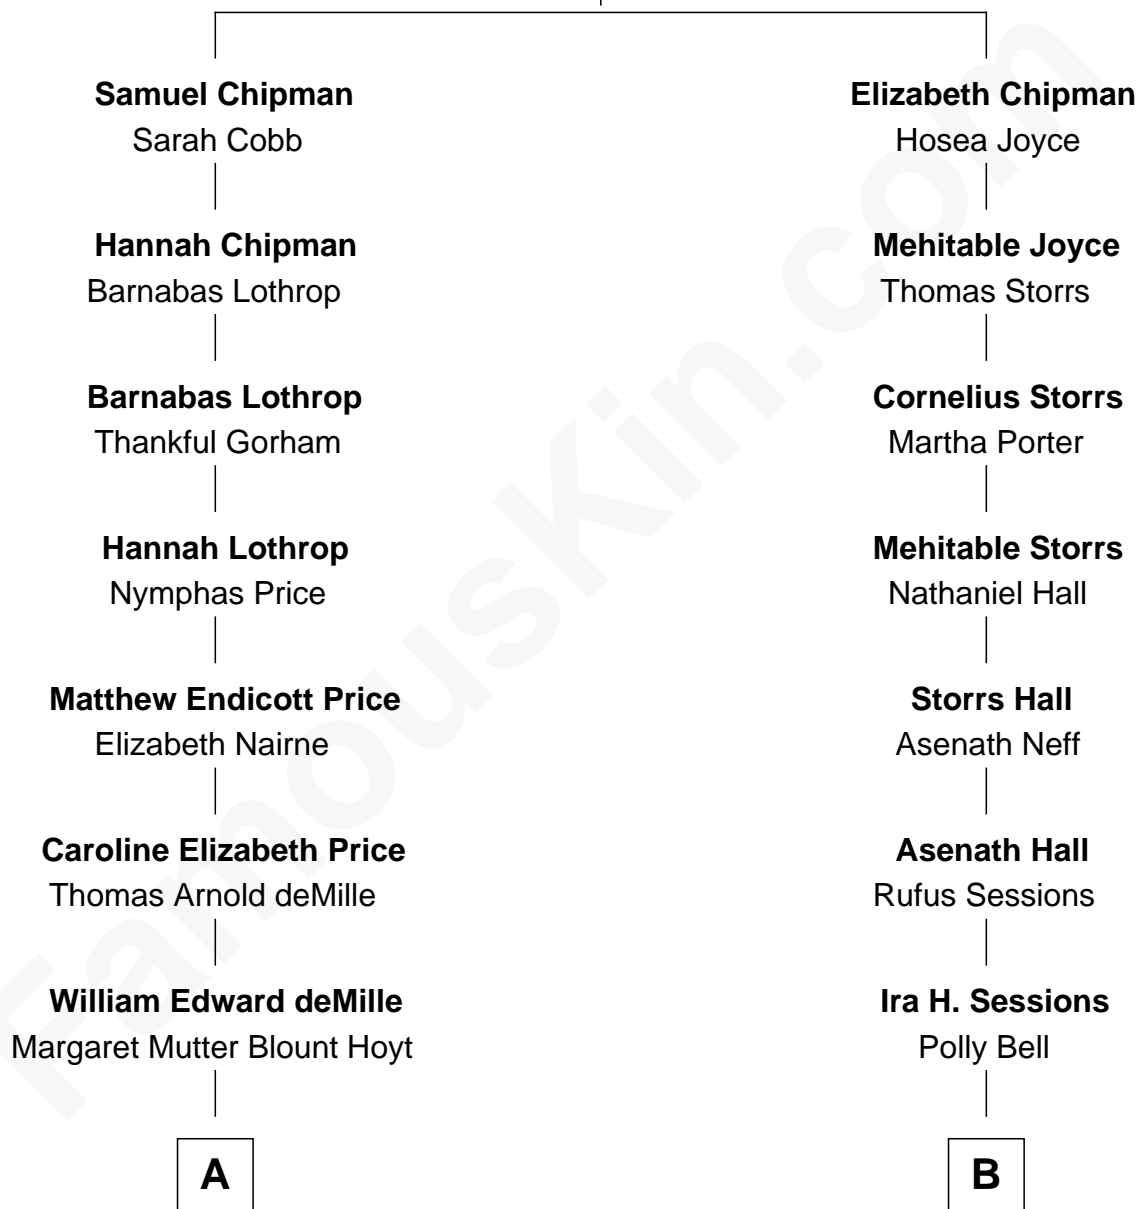 Samuel Chipman
Sarah Cobb
Hannah Chipman
Barnabas Lothrop
Barnabas Lothrop
Thankful Gorham
Hannah Lothrop
Nymphas Price
Matthew Endicott Price
Elizabeth Nairne
Caroline Elizabeth Price
Thomas Arnold deMille
William Edward deMille
Margaret Mutter Blount Hoyt
A
Elizabeth Chipman
Hosea Joyce
Mehitable Joyce
Thomas Storrs
Cornelius Storrs
Martha Porter
Mehitable Storrs
Nathaniel Hall
Storrs Hall
Asenath Neff
Asenath Hall
Rufus Sessions
Ira H. Sessions
Polly Bell
B
FamousKin.com